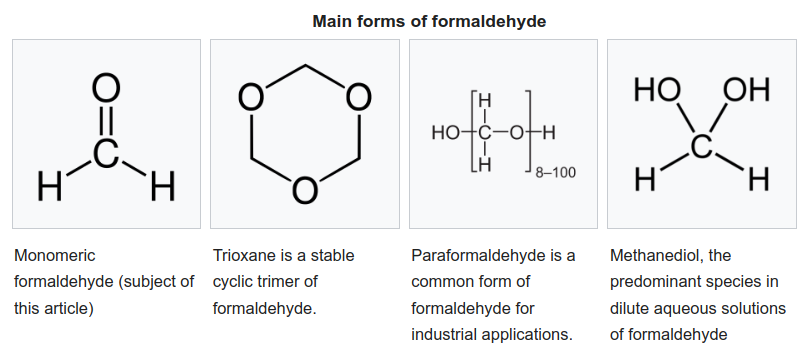 Main forms of formaldehyde
O
C
H H
O O
O
H
HO C O H
H
8–100
HO OH
C
H H
Monomeric
formaldehyde (subject of
this article)
Trioxane is a stable
cyclic trimer of
formaldehyde.
Paraformaldehyde is a
common form of
formaldehyde for
industrial applications.
Methanediol, the
predominant species in
dilute aqueous solutions
of formaldehyde